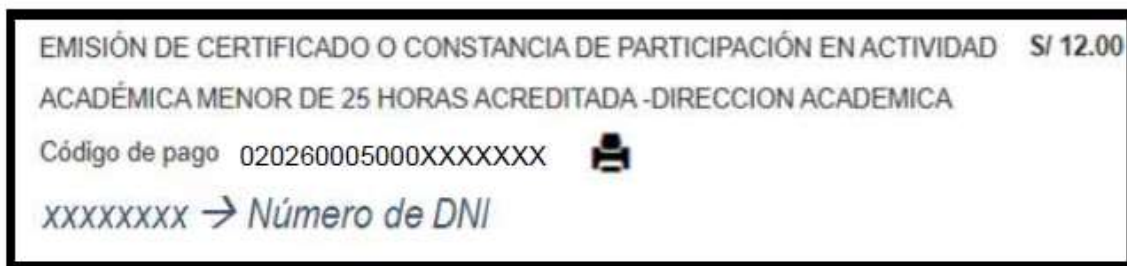 EMISIÓN DE CERTIFICADO O CONSTANCIA DE PARTICIPACIÓN EN ACTIVIDAD S/ 12.00
ACADÉMICA MENOR DE 25 HORAS ACREDITADA -DIRECCION ACADEMICA
Código de pago 020260005000XXXXXXX
xxxxxxxx → Número de DNI